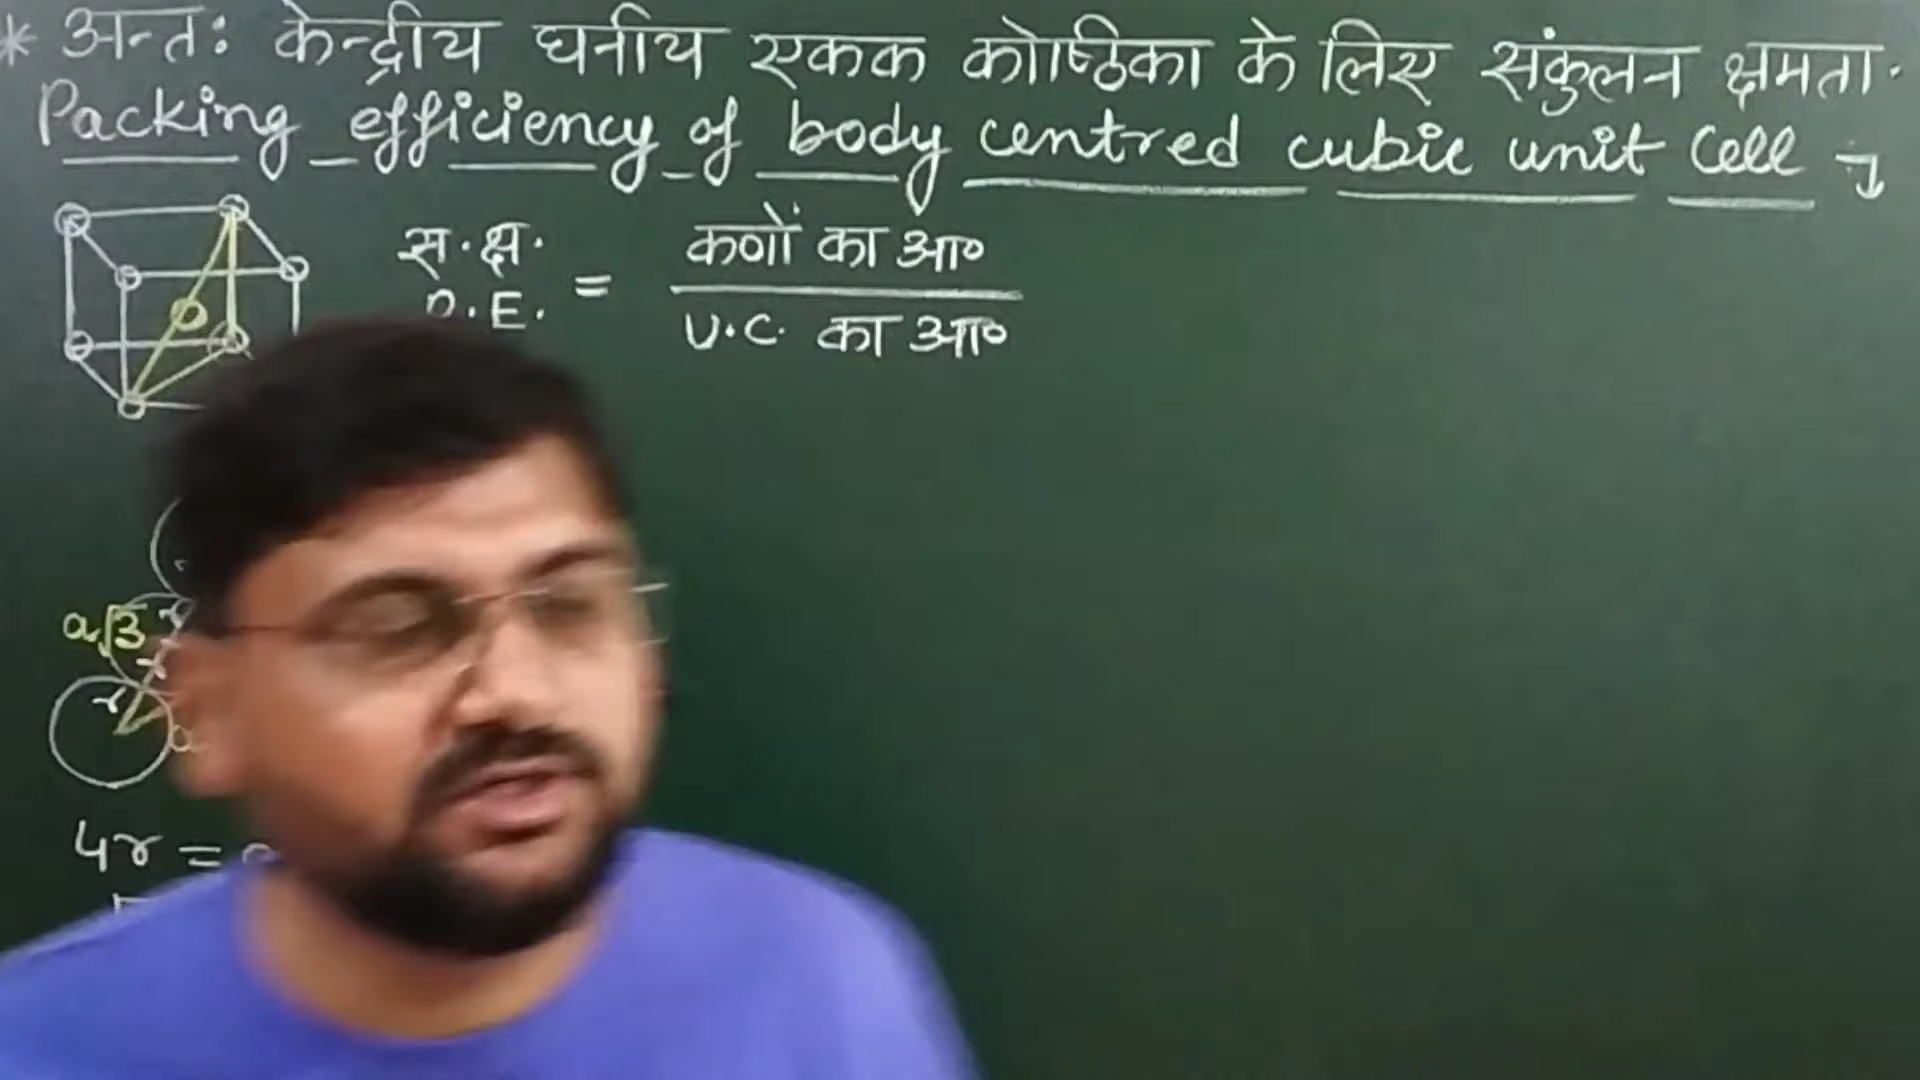 * अन्तः केन्द्रीय घनीय एकक कोष्ठिका के लिए संकुलन क्षमता.
Packing efficiency of body centred cubic unit Cell
स.क्ष. = कणों का आ०
.E. U.C. का आ०
a√3
r
r
a
4r =